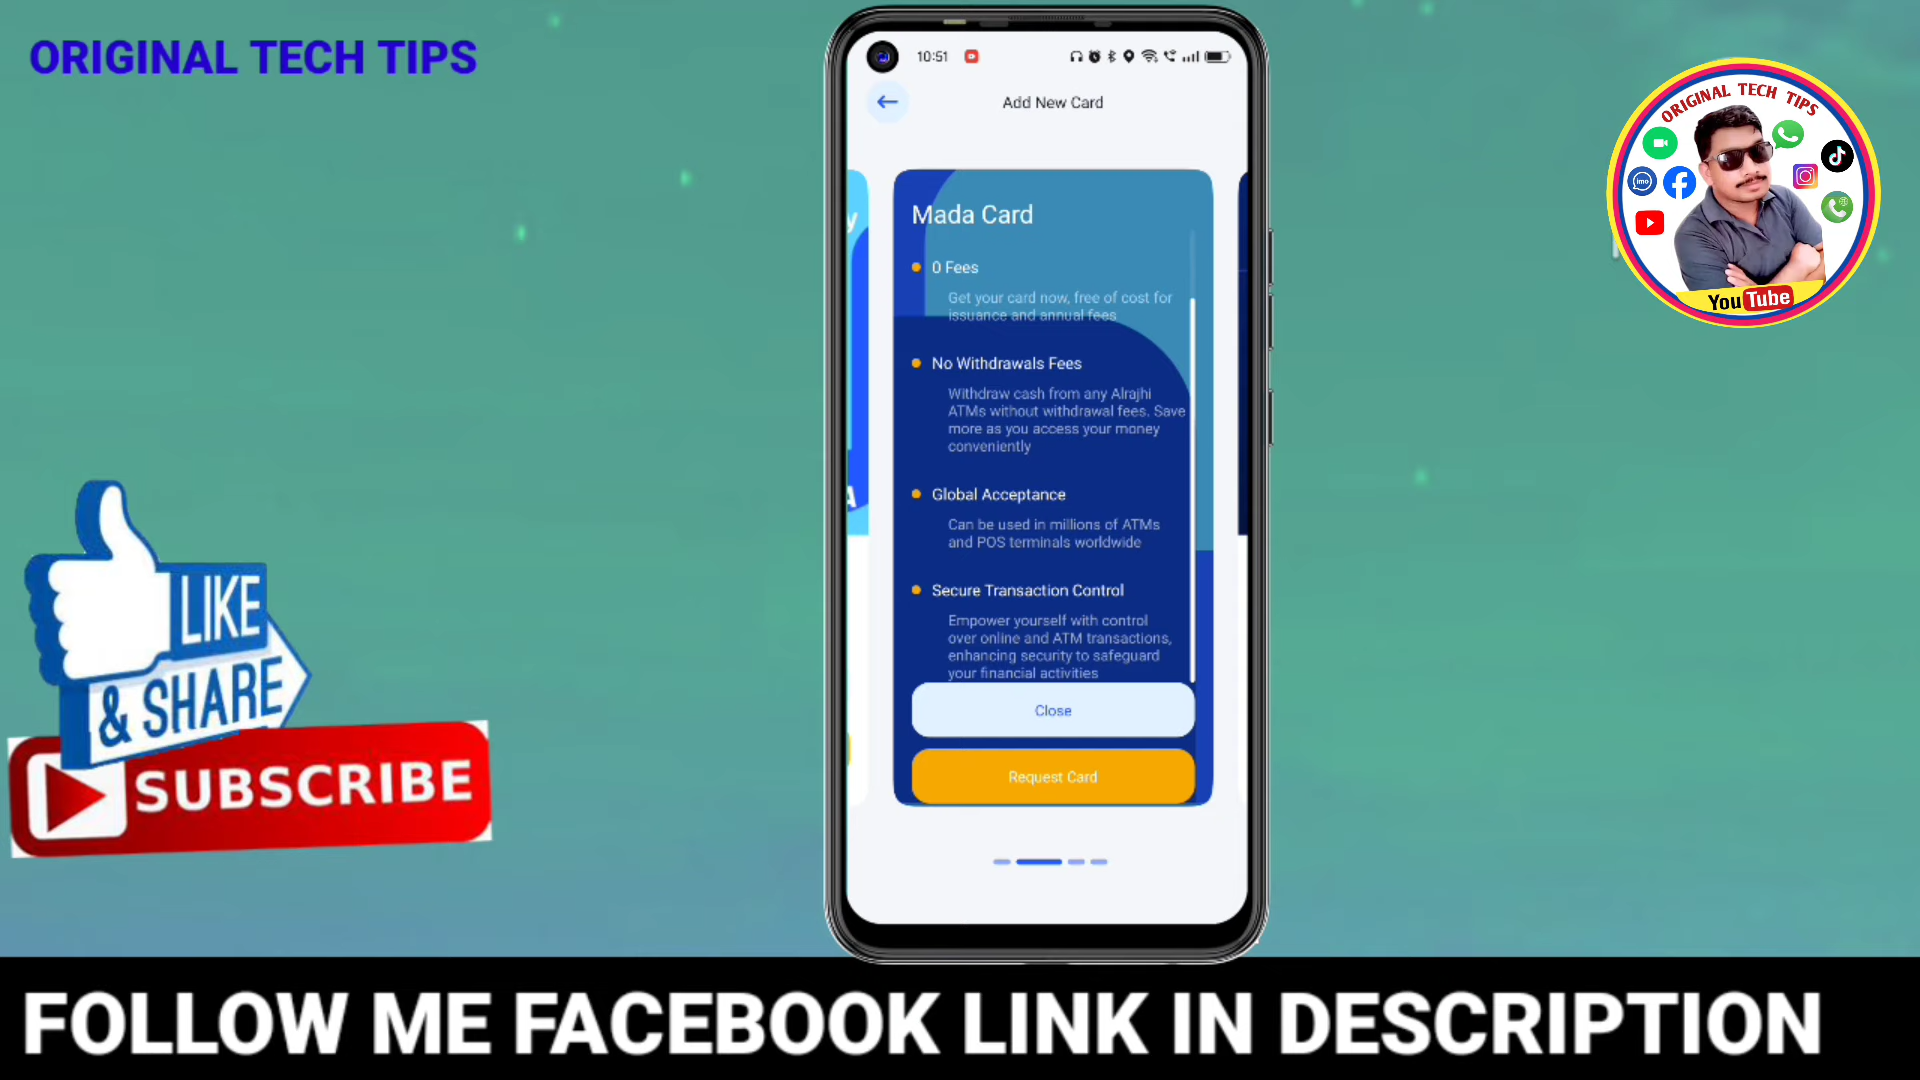 ORIGINAL TECH TIPS
10:51
Add New Card
Mada Card
0 Fees
Get your card now, free of cost for
issuance and annual fees
No Withdrawals Fees
Withdraw cash from any Alrajhi
ATMs without withdrawal fees. Save
more as you access your money
conveniently
Global Acceptance
Can be used in millions of ATMs
and POS terminals worldwide
Secure Transaction Control
Empower yourself with control
over online and ATM transactions,
enhancing security to safeguard
your financial activities
Close
Request Card
ORIGINAL TECH TIPS
imo
YouTube
LIKE
& SHARE
SUBSCRIBE
FOLLOW ME FACEBOOK LINK IN DESCRIPTION